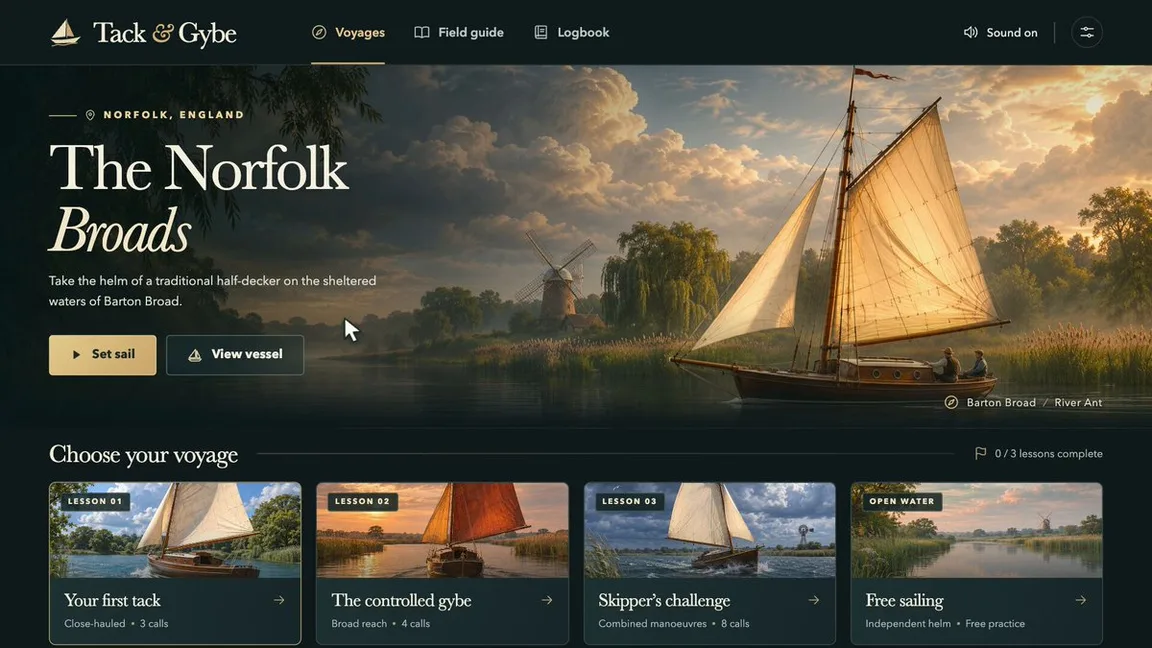 Tack & Gybe
Voyages
Field guide
Logbook
Sound on
NORFOLK, ENGLAND
The Norfolk
Broads
Take the helm of a traditional half-decker on the sheltered
waters of Barton Broad.
Set sail
View vessel
Barton Broad / River Ant
Choose your voyage
0 / 3 lessons complete
LESSON 01
Your first tack
Close-hauled • 3 calls
LESSON 02
The controlled gybe
Broad reach • 4 calls
LESSON 03
Skipper's challenge
Combined manoeuvres • 8 calls
OPEN WATER
Free sailing
Independent helm • Free practice